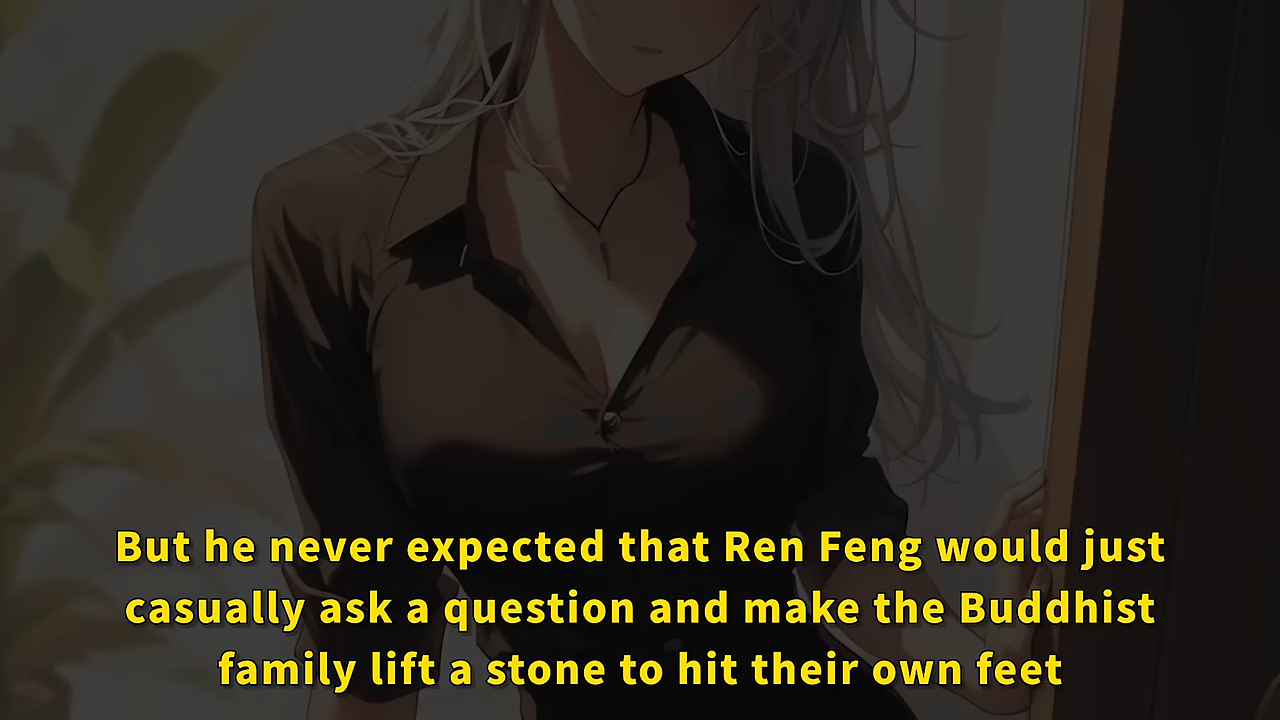 But he never expected that Ren Feng would just
casually ask a question and make the Buddhist
family lift a stone to hit their own feet